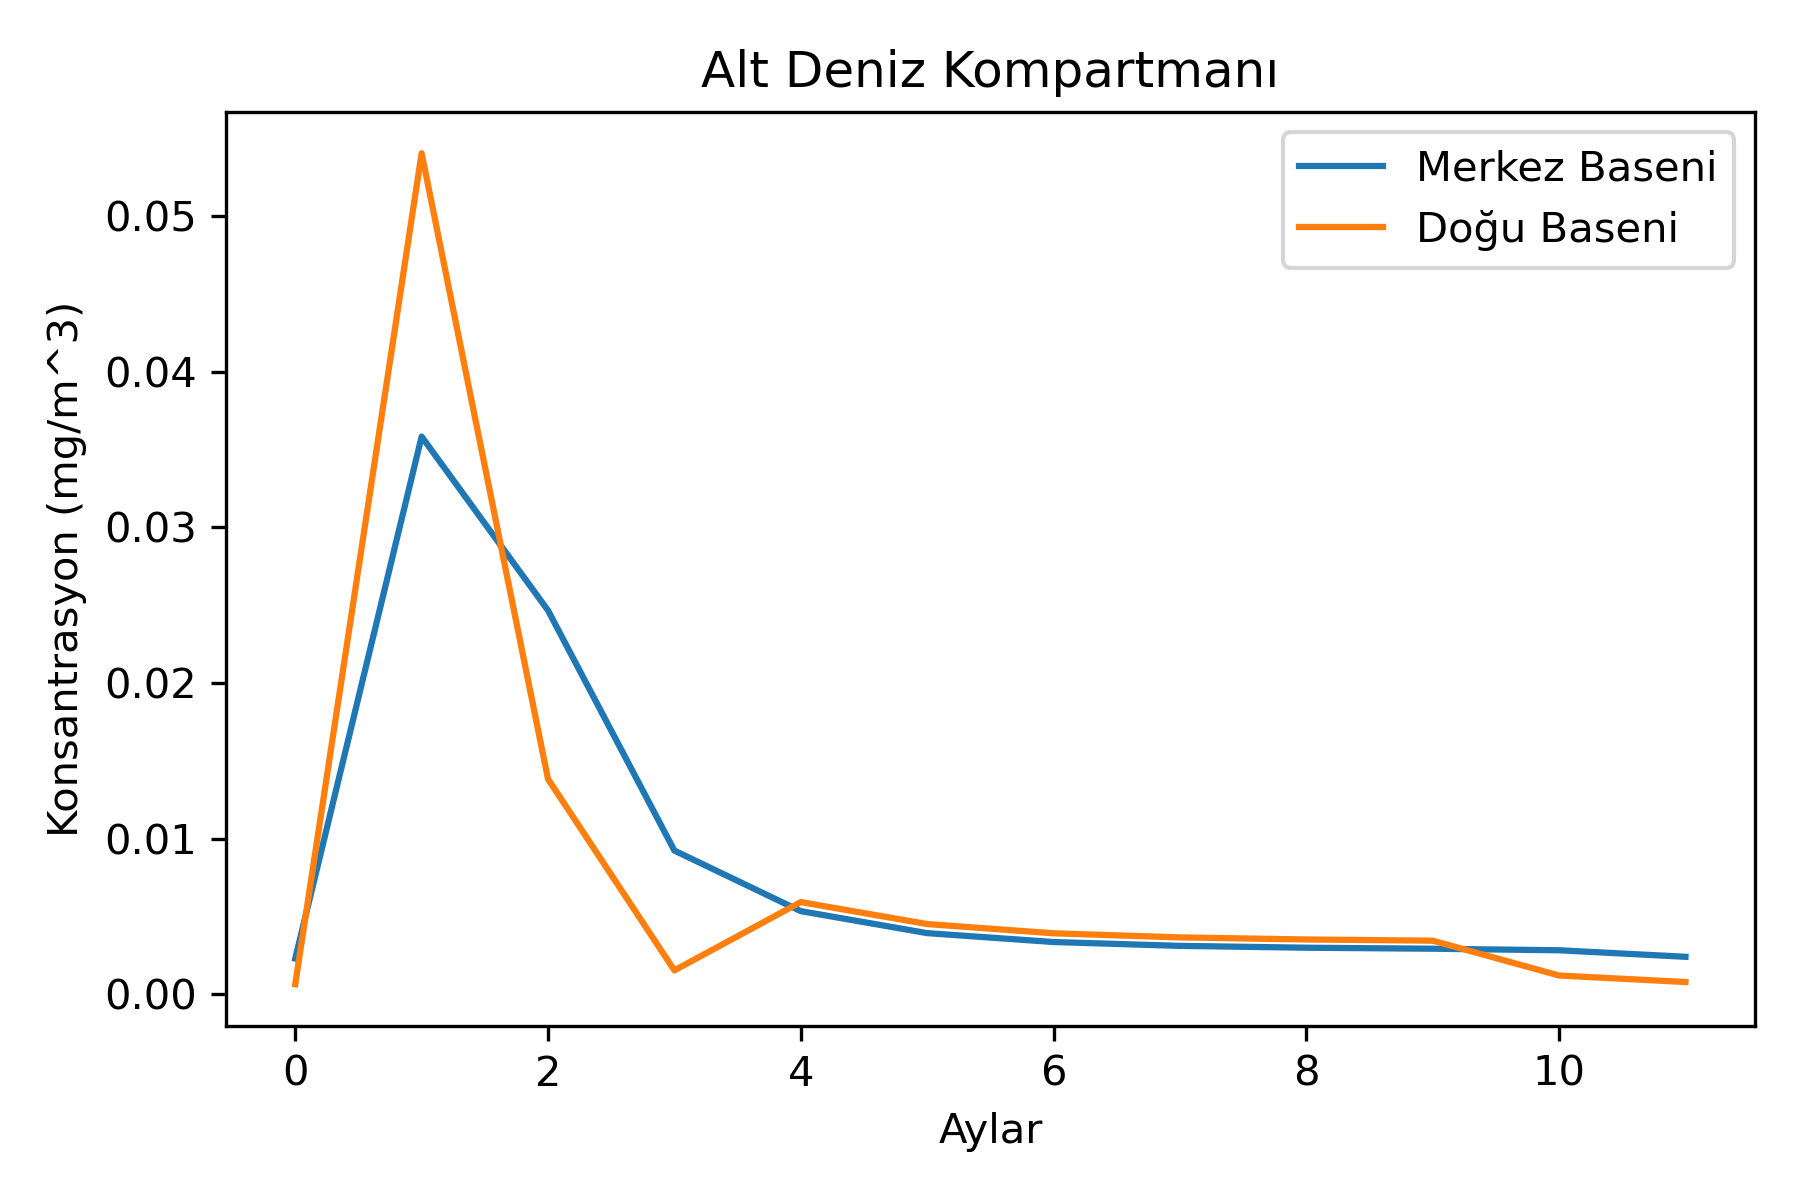 Alt Deniz Kompartmanı
Merkez Baseni
Doğu Baseni
Konsantrasyon (mg/m^3)
0.05
0.04
0.03
0.02
0.01
0.00
0 2 4 6 8 10
Aylar